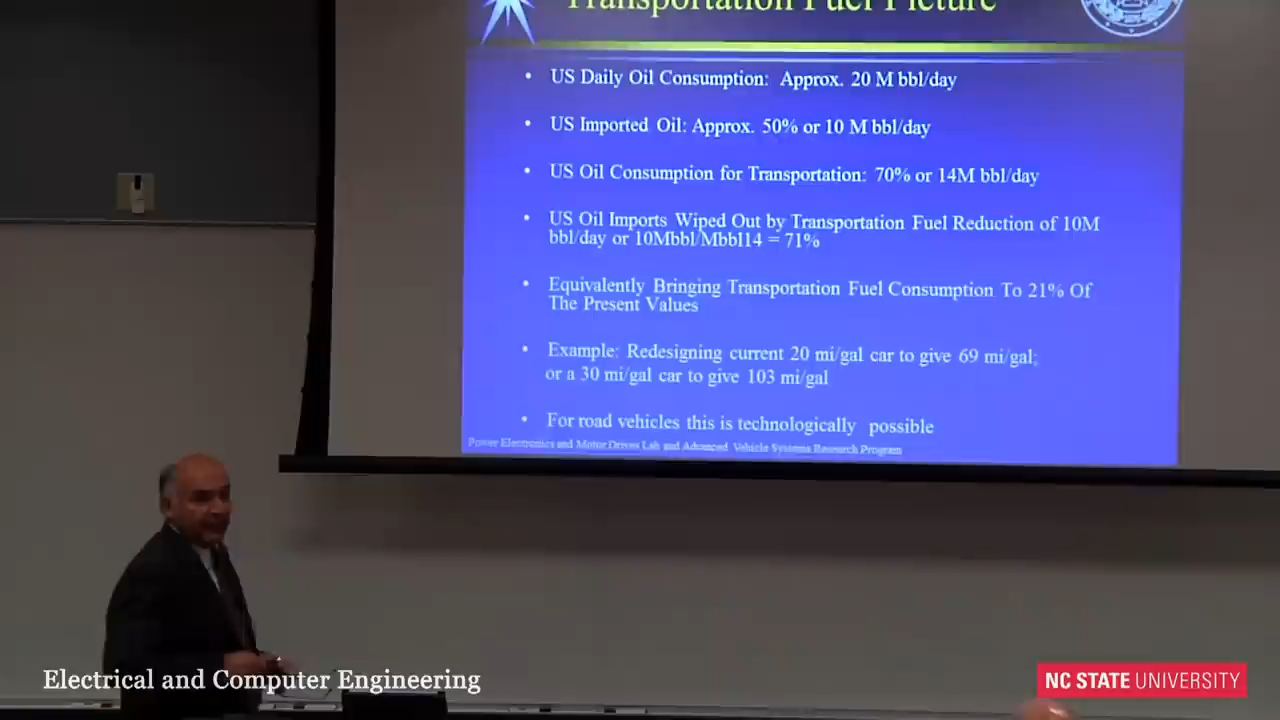 Transportation Fuel Picture
• US Daily Oil Consumption: Approx. 20 M bbl/day
• US Imported Oil: Approx. 50% or 10 M bbl/day
• US Oil Consumption for Transportation: 70% or 14M bbl/day
• US Oil Imports Wiped Out by Transportation Fuel Reduction of 10M
bbl/day or 10Mbbl/Mbbl14 = 71%
• Equivalently Bringing Transportation Fuel Consumption To 21% Of
The Present Values
• Example: Redesigning current 20 mi/gal car to give 69 mi/gal;
or a 30 mi/gal car to give 103 mi/gal
• For road vehicles this is technologically possible
Power Electronics and Motor Drives Lab and Advanced Vehicle Systems Research Program
Electrical and Computer Engineering
NC STATE UNIVERSITY